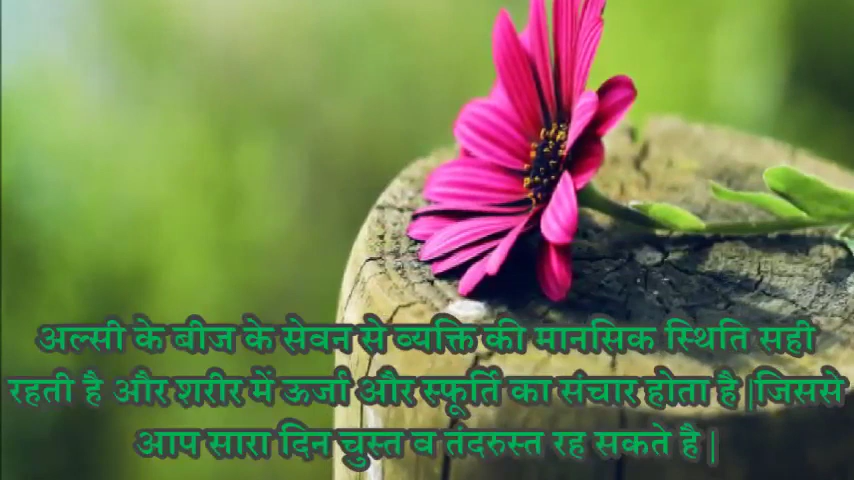 अल्सी के बीज के सेवन से व्यक्ति की मानसिक स्थिति सही
रहती है और शरीर में ऊर्जा और स्फूर्ति का संचार होता है |जिससे
आप सारा दिन चुस्त व तंदरुस्त रह सकते है |